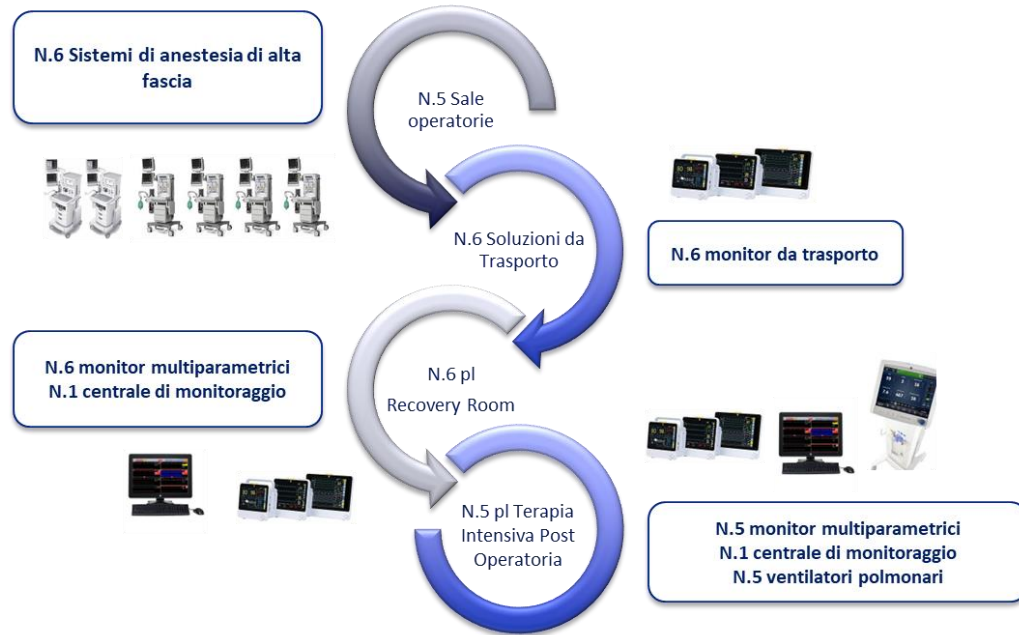 N.6 Sistemi di anestesia di alta
fascia
N.5 Sale
operatorie
N.6 Soluzioni da
Trasporto
N.6 monitor da trasporto
N.6 monitor multiparametrici
N.1 centrale di monitoraggio
N.6 pl
Recovery Room
N.5 pl Terapia
Intensiva Post
Operatoria
N.5 monitor multiparametrici
N.1 centrale di monitoraggio
N.5 ventilatori polmonari